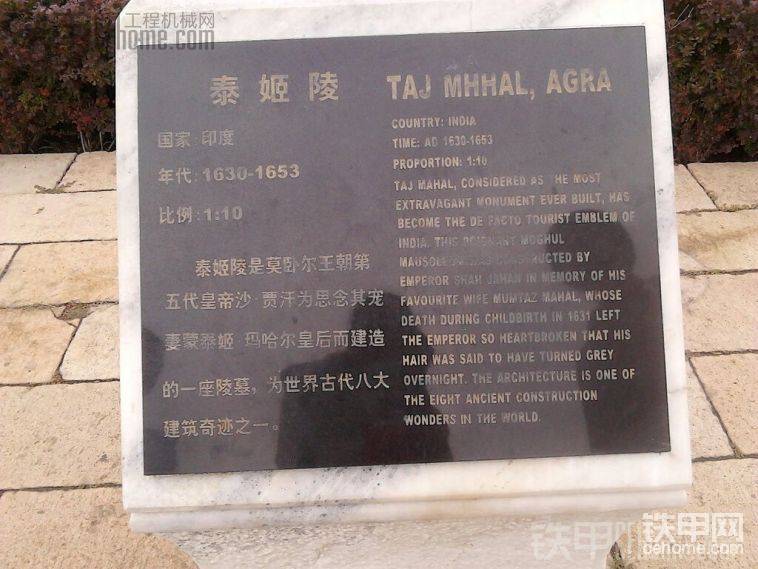 工程机械网
home.com
泰姬陵
国家:印度
年代:1630-1653
比例:1:10
泰姬陵是莫卧尔王朝第
五代皇帝沙·贾汗为思念其宠
妻蒙泰姬·玛哈尔皇后而建造
的一座陵墓，为世界古代八大
建筑奇迹之一。
TAJ MHHAL, AGRA
COUNTRY: INDIA
TIME: AD 1630-1653
PROPORTION: 1:10
TAJ MAHAL, CONSIDERED AS HE MOST
EXTRAVAGANT MONUMENT EVER BUILT, HAS
BECOME THE DE FACTO TOURIST EMBLEM OF
INDIA. THIS POIGNANT MOGHUL
MAUSOLEUM WAS CONSTRUCTED BY
EMPEROR SHAH JAHAN IN MEMORY OF HIS
FAVOURITE WIFE MUMTAZ MAHAL, WHOSE
DEATH DURING CHILDBIRTH IN 1631 LEFT
THE EMPEROR SO HEARTBROKEN THAT HIS
HAIR WAS SAID TO HAVE TURNED GREY
OVERNIGHT. THE ARCHITECTURE IS ONE OF
THE EIGHT ANCIENT CONSTRUCTION
WONDERS IN THE WORLD.
铁甲网
cehome.com